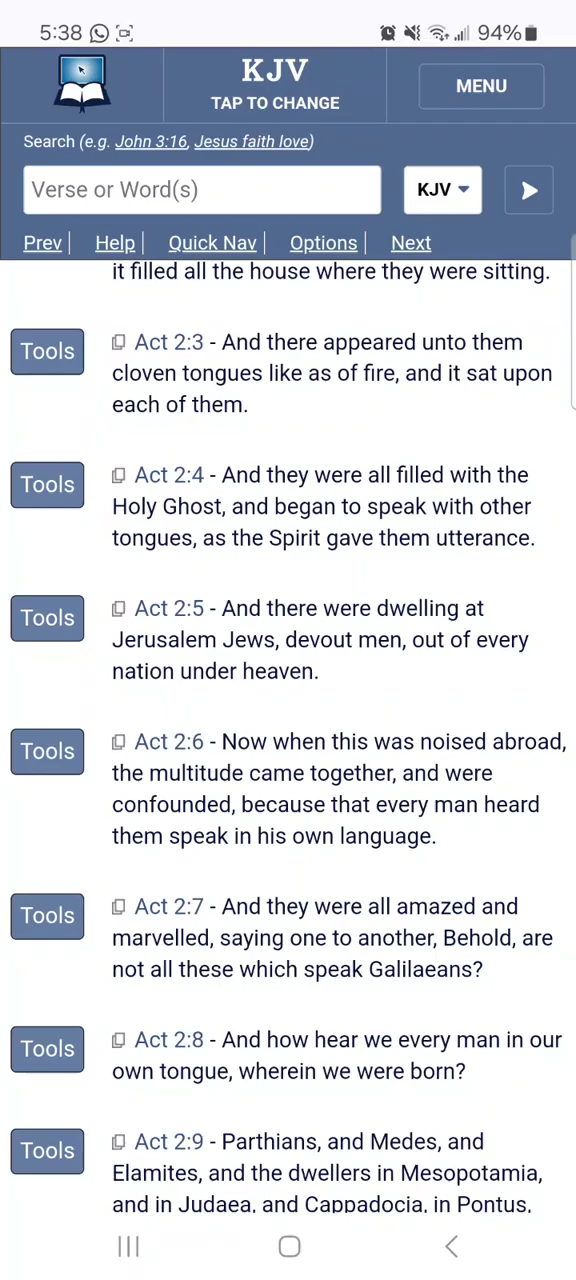 5:38 94%
KJV
TAP TO CHANGE
MENU
Search (e.g. John 3:16, Jesus faith love)
Verse or Word(s) KJV
Prev | Help | Quick Nav | Options | Next
it filled all the house where they were sitting.
Tools Act 2:3 - And there appeared unto them
cloven tongues like as of fire, and it sat upon
each of them.
Tools Act 2:4 - And they were all filled with the
Holy Ghost, and began to speak with other
tongues, as the Spirit gave them utterance.
Tools Act 2:5 - And there were dwelling at
Jerusalem Jews, devout men, out of every
nation under heaven.
Tools Act 2:6 - Now when this was noised abroad,
the multitude came together, and were
confounded, because that every man heard
them speak in his own language.
Tools Act 2:7 - And they were all amazed and
marvelled, saying one to another, Behold, are
not all these which speak Galilaeans?
Tools Act 2:8 - And how hear we every man in our
own tongue, wherein we were born?
Tools Act 2:9 - Parthians, and Medes, and
Elamites, and the dwellers in Mesopotamia,
and in Judaea, and Cappadocia, in Pontus,